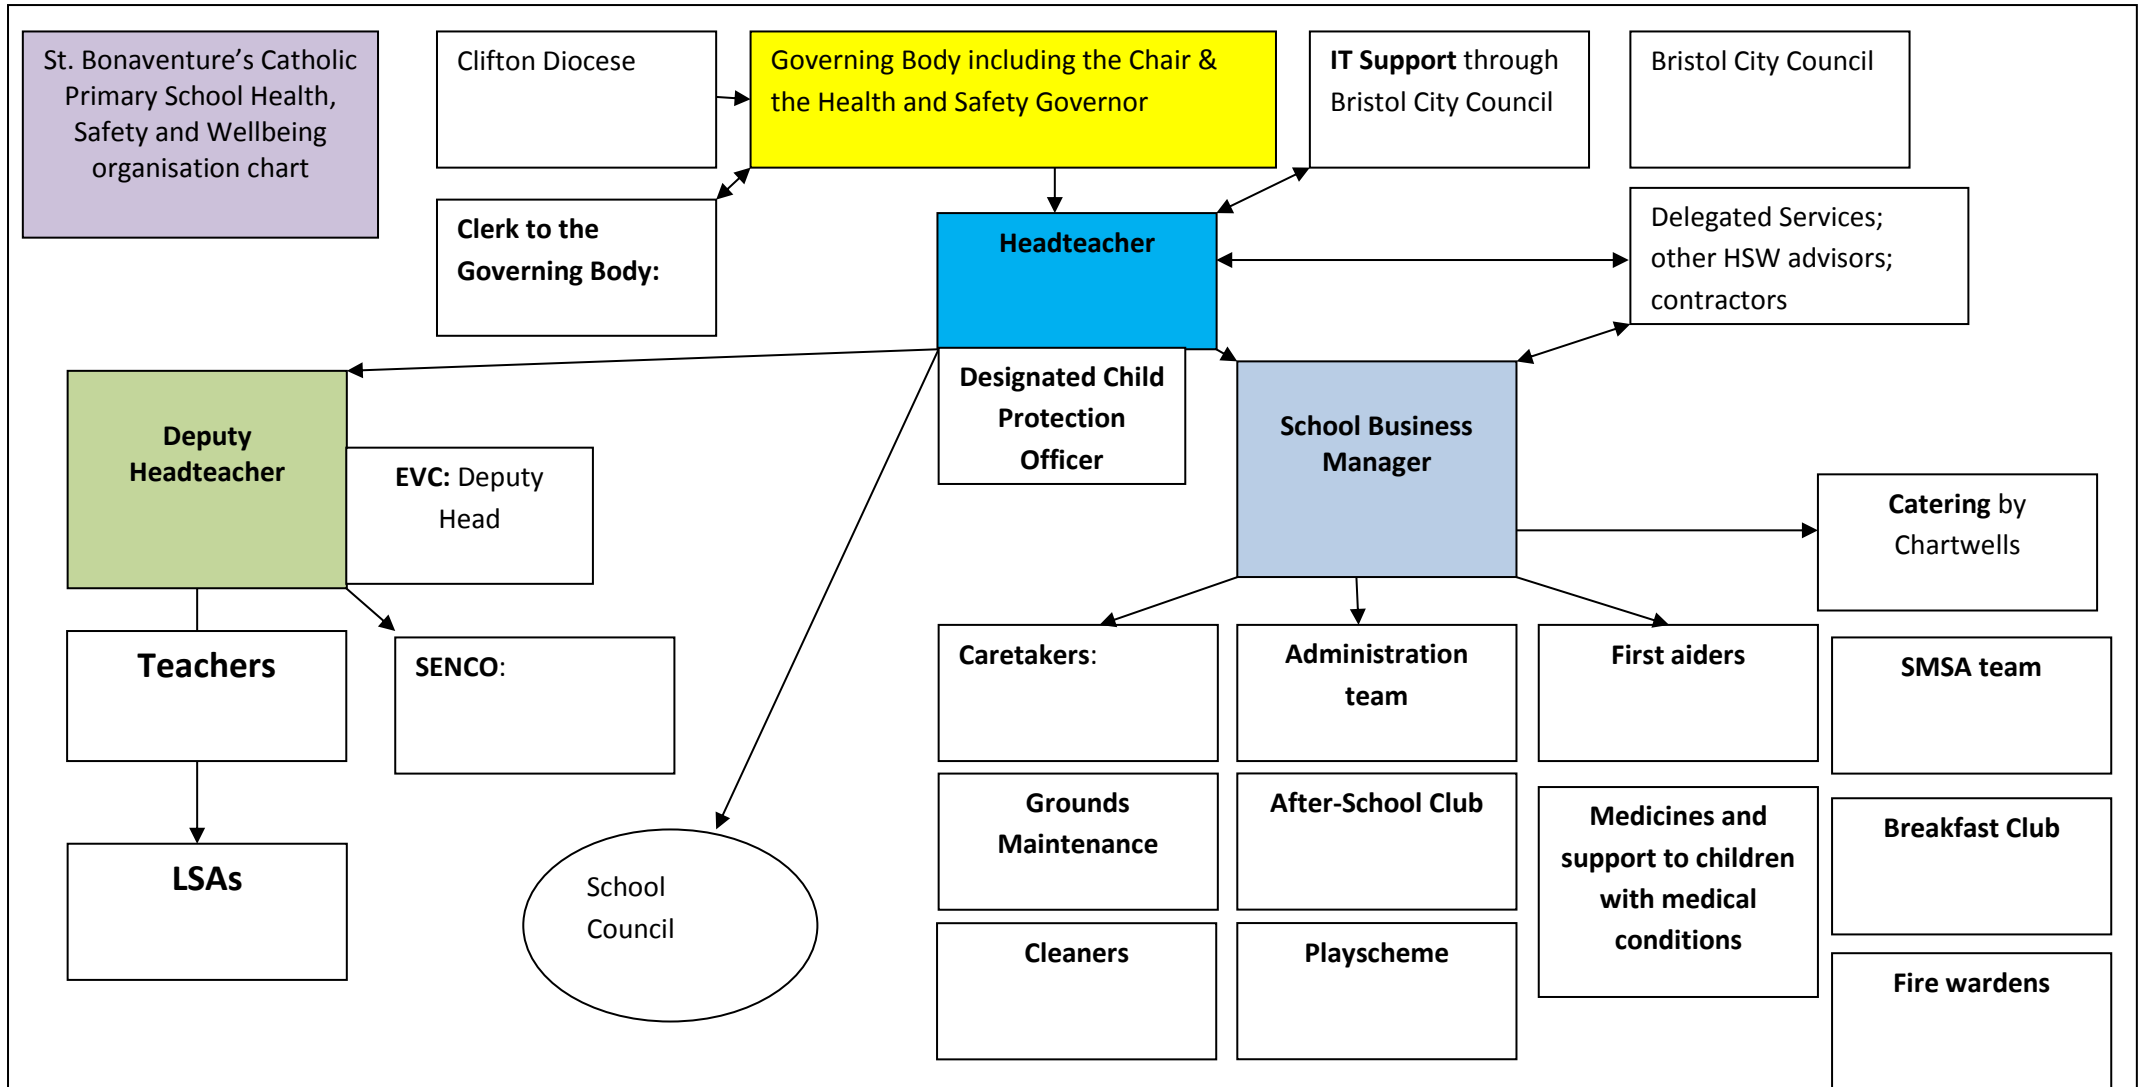 St. Bonaventure’s Catholic
Primary School Health,
Safety and Wellbeing
organisation chart
Clifton Diocese
Governing Body including the Chair &
the Health and Safety Governor
IT Support through
Bristol City Council
Bristol City Council
Clerk to the
Governing Body:
Headteacher
Delegated Services;
other HSW advisors;
contractors
Designated Child
Protection
Officer
Deputy
Headteacher
EVC: Deputy
Head
School Business
Manager
Catering by
Chartwells
Teachers
SENCO:
Caretakers:
Administration
team
First aiders
SMSA team
Grounds
Maintenance
After-School Club
Medicines and
support to children
with medical
conditions
Breakfast Club
LSAs
School
Council
Cleaners
Playscheme
Fire wardens